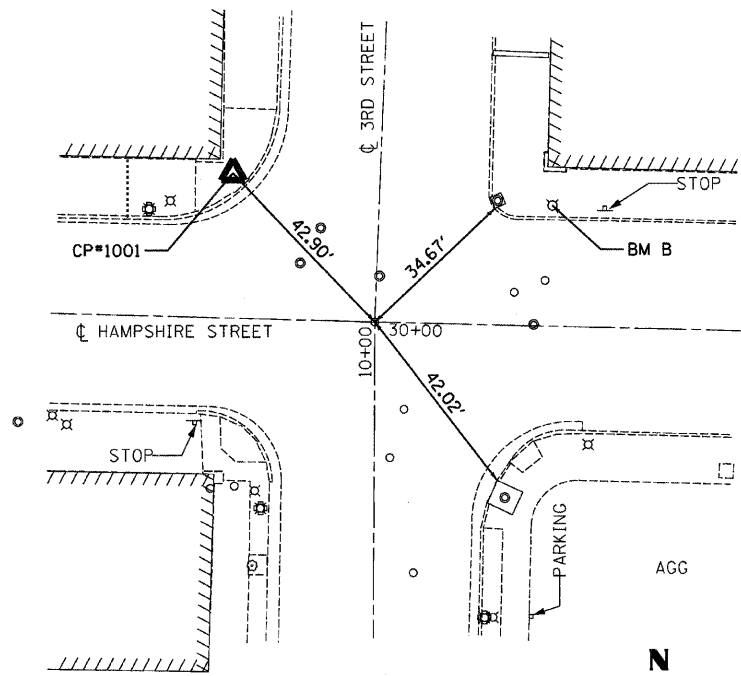 ℄ 3RD STREET
STOP
CP#1001
42.90'
34.67'
BM B
℄ HAMPSHIRE STREET
30+00
10+00
42.02'
STOP
PARKING
AGG
N